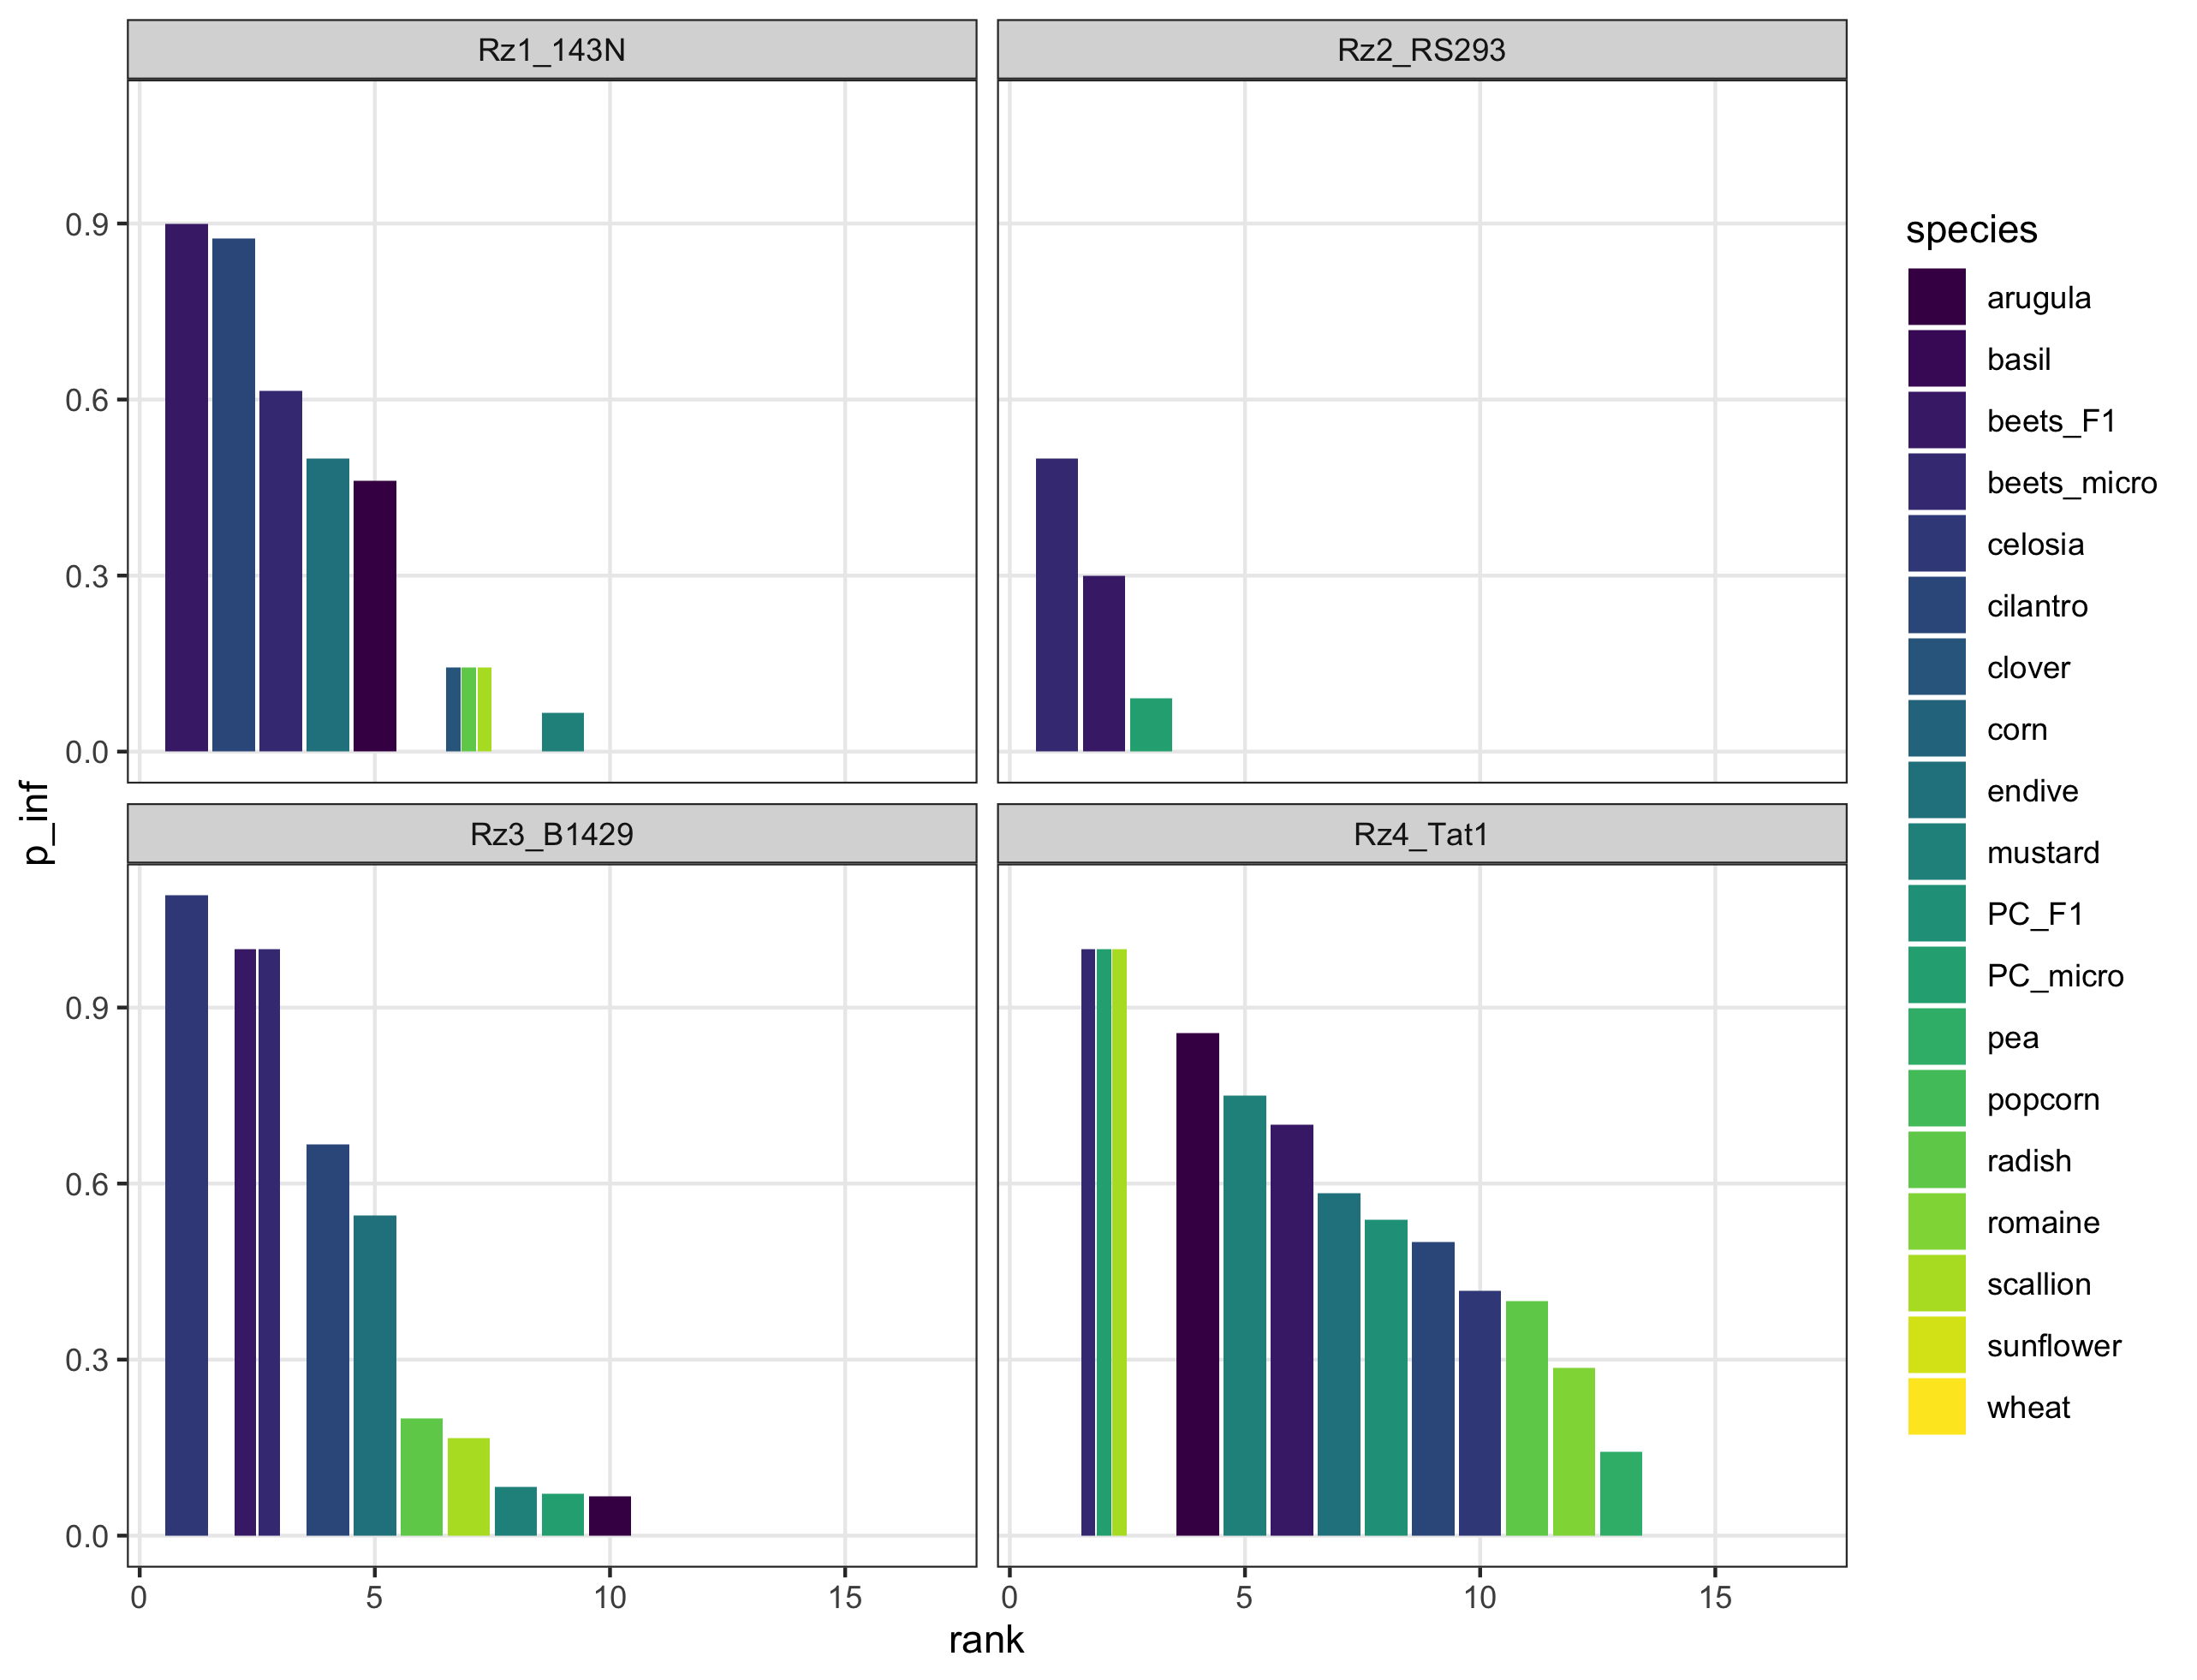 Rz1_143N
Rz2_RS293
0.9
0.6
0.3
0.0
Rz3_B1429
Rz4_Tat1
0.9
0.6
0.3
0.0
0
5
10
15
0
5
10
15
rank
p_inf
species
arugula
basil
beets_F1
beets_micro
celosia
cilantro
clover
corn
endive
mustard
PC_F1
PC_micro
pea
popcorn
radish
romaine
scallion
sunflower
wheat